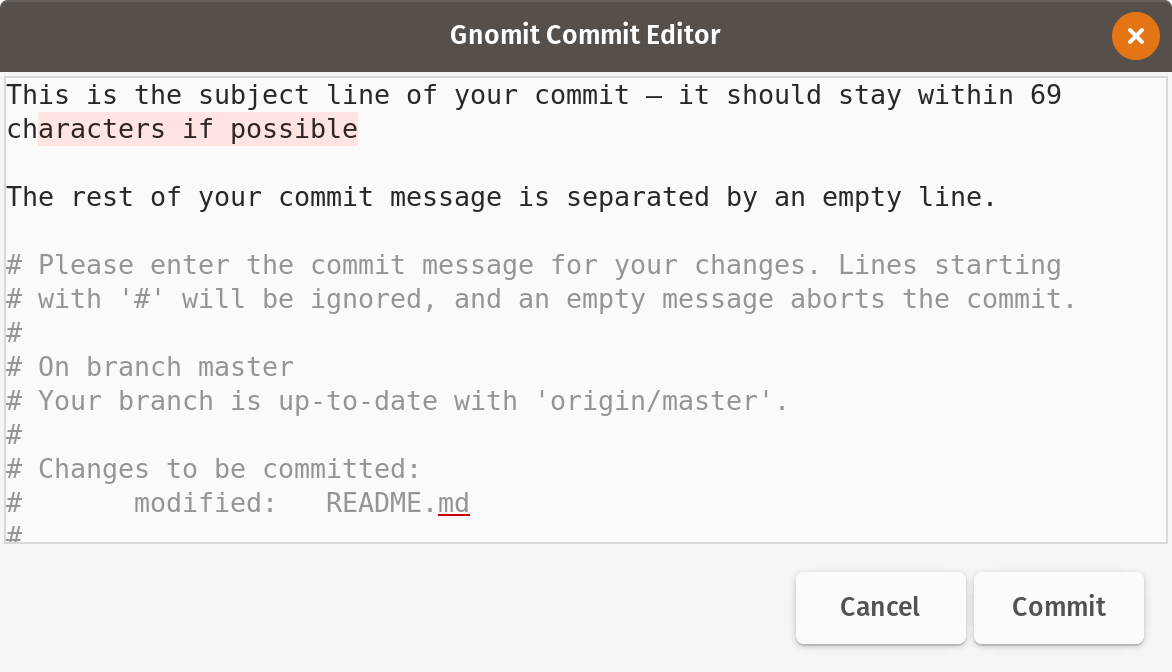 Gnomit Commit Editor
This is the subject line of your commit — it should stay within 69
characters if possible
The rest of your commit message is separated by an empty line.
# Please enter the commit message for your changes. Lines starting
# with '#' will be ignored, and an empty message aborts the commit.
#
# On branch master
# Your branch is up-to-date with 'origin/master'.
#
# Changes to be committed:
#       modified:   README.md
#
Cancel Commit